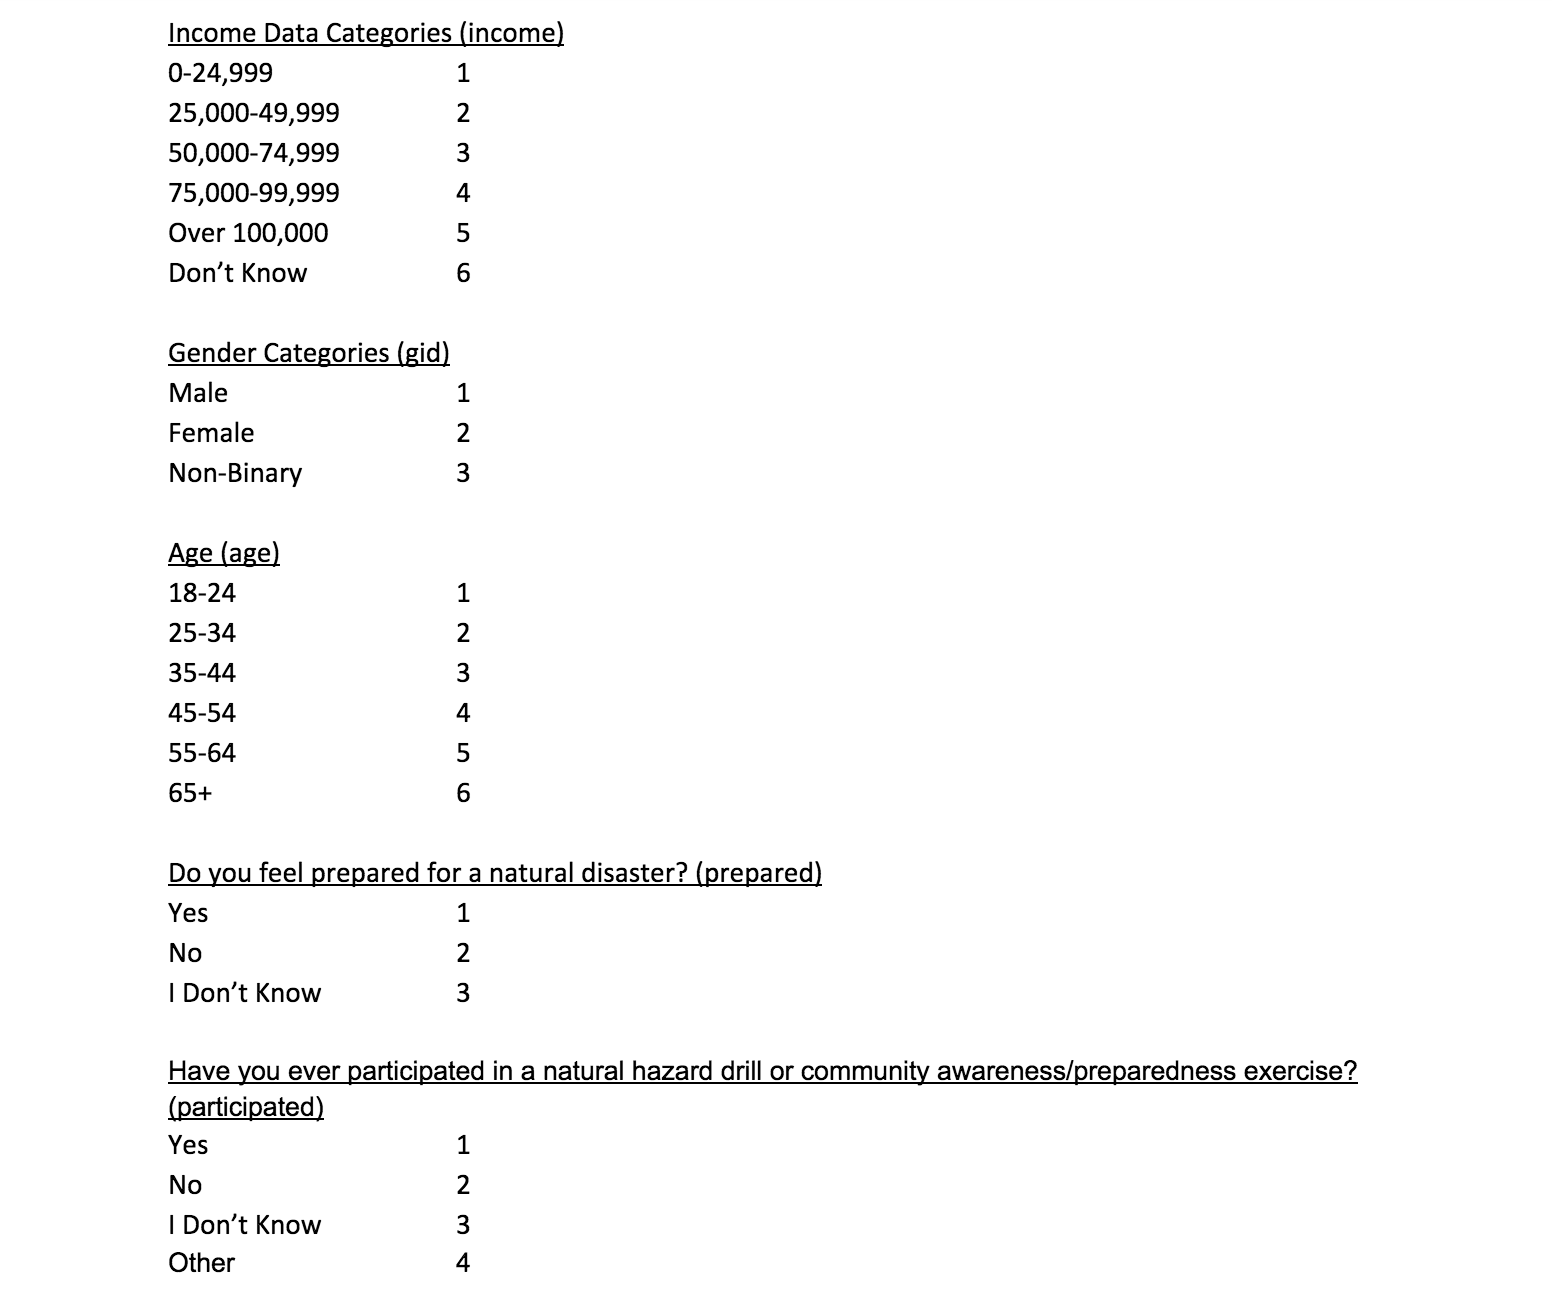 Income Data Categories (income)
0-24,999 1
25,000-49,999 2
50,000-74,999 3
75,000-99,999 4
Over 100,000 5
Don’t Know 6
Gender Categories (gid)
Male 1
Female 2
Non-Binary 3
Age (age)
18-24 1
25-34 2
35-44 3
45-54 4
55-64 5
65+ 6
Do you feel prepared for a natural disaster? (prepared)
Yes 1
No 2
I Don’t Know 3
Have you ever participated in a natural hazard drill or community awareness/preparedness exercise?
(participated)
Yes 1
No 2
I Don’t Know 3
Other 4